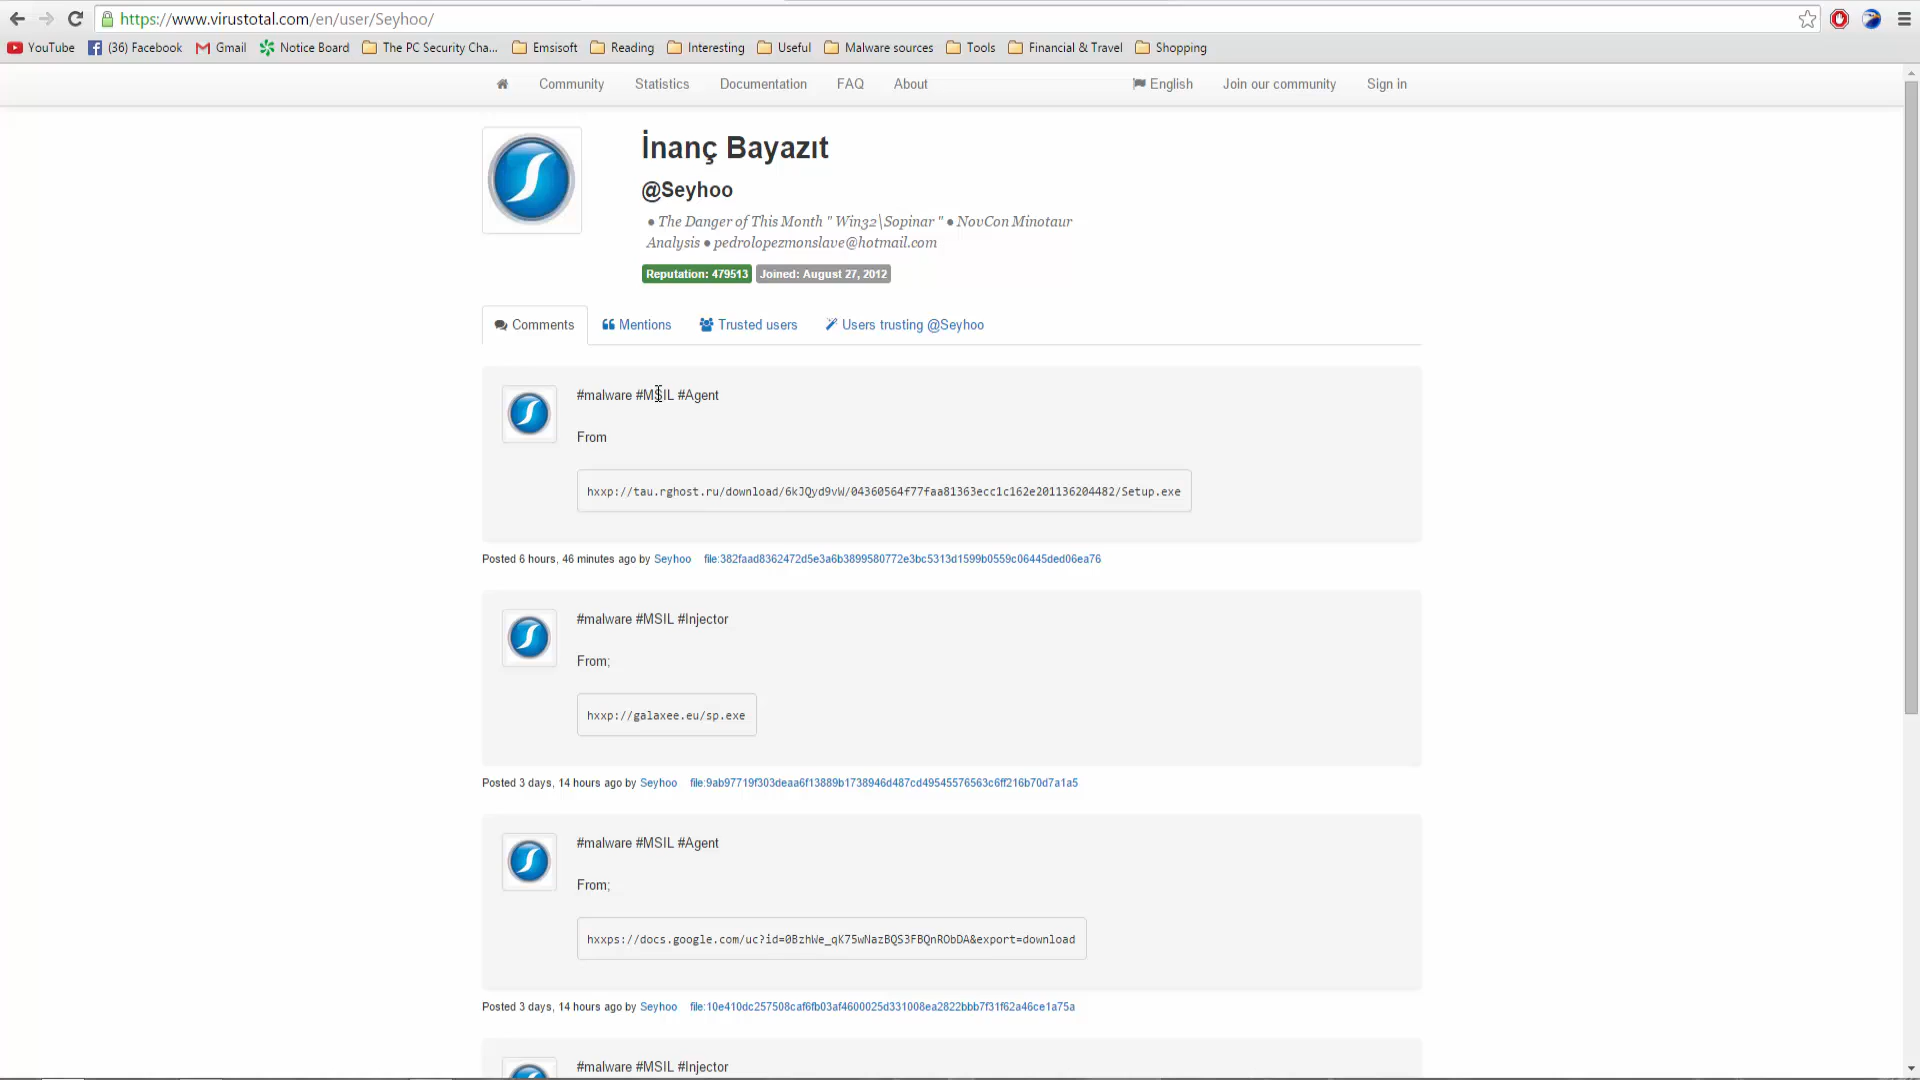 https://www.virustotal.com/en/user/Seyhoo/
YouTube (36) Facebook Gmail Notice Board The PC Security Cha... Emsisoft Reading Interesting Useful Malware sources Tools Financial & Travel Shopping
Community Statistics Documentation FAQ About English Join our community Sign in
İnanç Bayazıt
@Seyhoo
● The Danger of This Month " Win32\Sopinar " ● NovCon Minotaur
Analysis ● pedrolopezmonslave@hotmail.com
Reputation: 479513 Joined: August 27, 2012
Comments Mentions Trusted users Users trusting @Seyhoo
#malware #MSIL #Agent
From
hxxp://tau.rghost.ru/download/6kJQyd9vW/04360564f77faa81363ecc1c162e201136204482/Setup.exe
Posted 6 hours, 46 minutes ago by Seyhoo file:382faad8362472d5e3a6b3899580772e3bc5313d1599b0559c06445ded06ea76
#malware #MSIL #Injector
From;
hxxp://galaxee.eu/sp.exe
Posted 3 days, 14 hours ago by Seyhoo file:9ab97719f303deaa6f13889b1738946d487cd49545576563c6ff216b70d7a1a5
#malware #MSIL #Agent
From;
hxxps://docs.google.com/uc?id=0BzhWe_qK75wNazBQS3FBQnRObDA&export=download
Posted 3 days, 14 hours ago by Seyhoo file:10e410dc257508caf6fb03af4600025d331008ea2822bbb7f31f62a46ce1a75a
#malware #MSIL #Injector